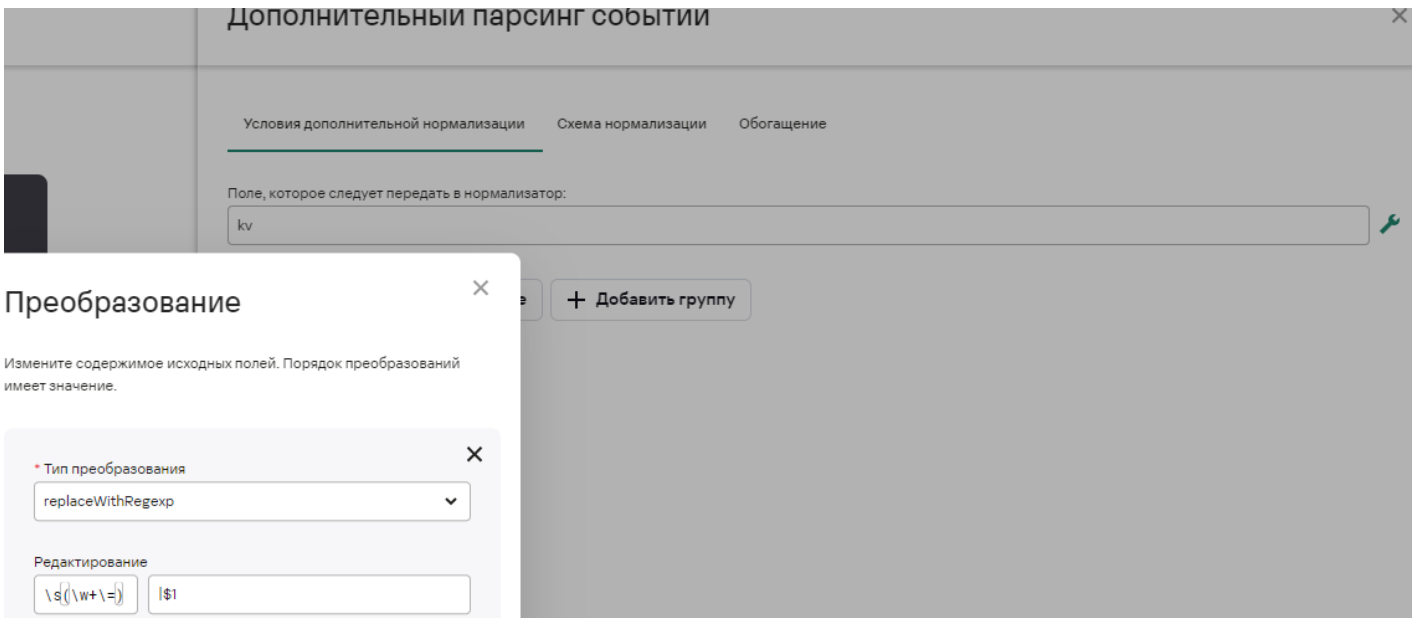 Дополнительный парсинг событий
Условия дополнительной нормализации Схема нормализации Обогащение
Поле, которое следует передать в нормализатор:
kv
е + Добавить группу
Преобразование
Измените содержимое исходных полей. Порядок преобразований
имеет значение.
* Тип преобразования
replaceWithRegexp
Редактирование
\s(\w+\=) |$1